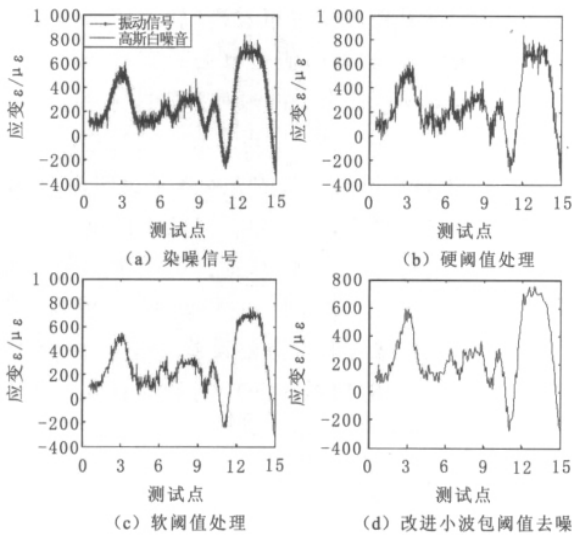 1 000
800
600
400
200
0
-200
-400
应变 ε/με
振动信号
高斯白噪音
0 3 6 9 12 15
测试点
(a) 染噪信号
1 000
800
600
400
200
0
-200
-400
应变 ε/με
0 3 6 9 12 15
测试点
(b) 硬阈值处理
1 000
800
600
400
200
0
-200
-400
应变 ε/με
0 3 6 9 12 15
测试点
(c) 软阈值处理
800
600
400
200
0
-200
-400
应变 ε/με
0 3 6 9 12 15
测试点
(d) 改进小波包阈值去噪